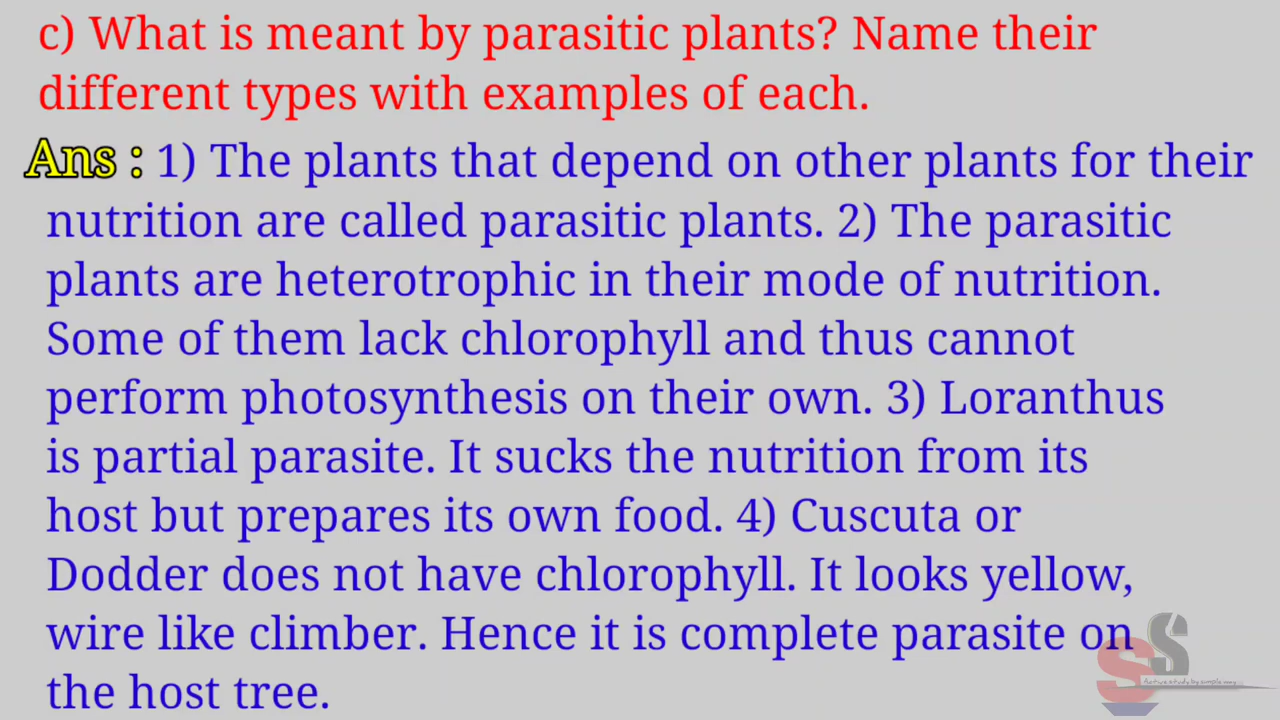 c) What is meant by parasitic plants? Name their
different types with examples of each.
Ans : 1) The plants that depend on other plants for their
nutrition are called parasitic plants. 2) The parasitic
plants are heterotrophic in their mode of nutrition.
Some of them lack chlorophyll and thus cannot
perform photosynthesis on their own. 3) Loranthus
is partial parasite. It sucks the nutrition from its
host but prepares its own food. 4) Cuscuta or
Dodder does not have chlorophyll. It looks yellow,
wire like climber. Hence it is complete parasite on
the host tree.
SS